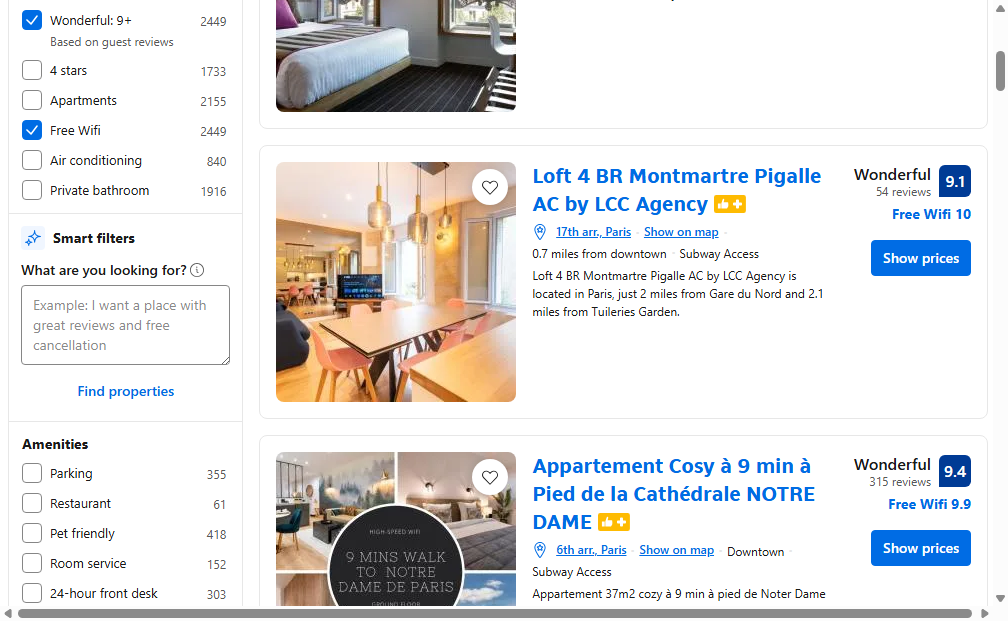 Wonderful: 9+ 2449
Based on guest reviews
4 stars 1733
Apartments 2155
Free Wifi 2449
Air conditioning 840
Private bathroom 1916
Smart filters
What are you looking for?
Example: I want a place with
great reviews and free
cancellation
Find properties
Amenities
Parking 355
Restaurant 61
Pet friendly 418
Room service 152
24-hour front desk 303
Loft 4 BR Montmartre Pigalle
AC by LCC Agency
17th arr., Paris · Show on map ·
0.7 miles from downtown · Subway Access
Loft 4 BR Montmartre Pigalle AC by LCC Agency is
located in Paris, just 2 miles from Gare du Nord and 2.1
miles from Tuileries Garden.
Wonderful 9.1
54 reviews
Free Wifi 10
Show prices
HIGH-SPEED WIFI
9 MINS WALK
TO NOTRE
DAME DE PARIS
GROUND FLOOR
Appartement Cosy à 9 min à
Pied de la Cathédrale NOTRE
DAME
6th arr., Paris · Show on map · Downtown ·
Subway Access
Appartement 37m2 cozy à 9 min à pied de Noter Dame
Wonderful 9.4
315 reviews
Free Wifi 9.9
Show prices